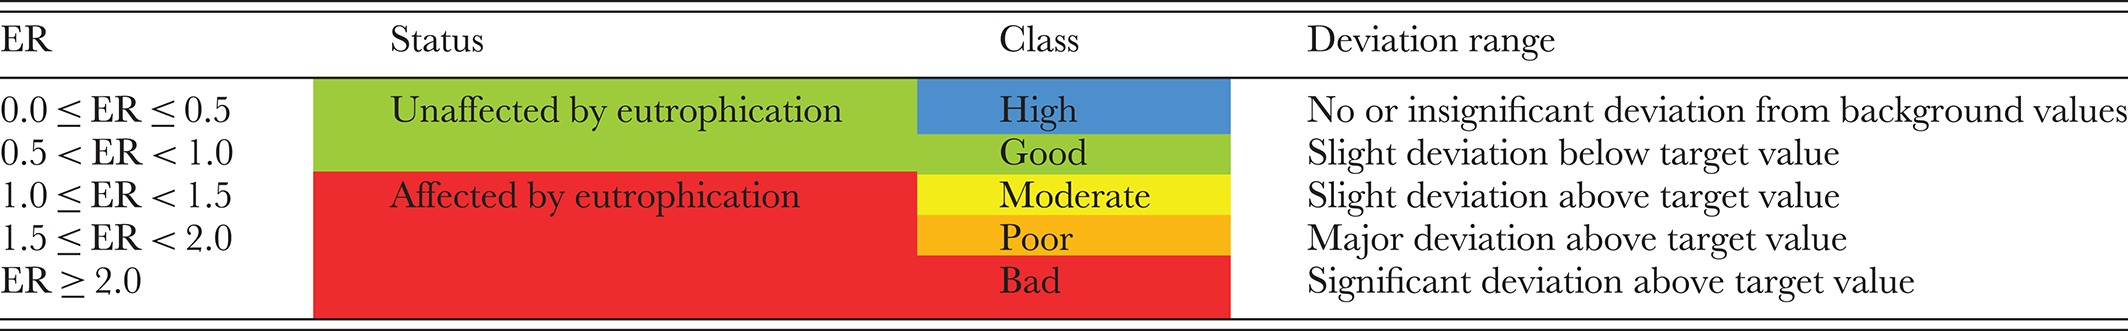 ER Status Class Deviation range
0.0 ≤ ER ≤ 0.5 Unaffected by eutrophication High No or insignificant deviation from background values
0.5 < ER < 1.0 Good Slight deviation below target value
1.0 ≤ ER < 1.5 Affected by eutrophication Moderate Slight deviation above target value
1.5 ≤ ER < 2.0 Poor Major deviation above target value
ER ≥ 2.0 Bad Significant deviation above target value